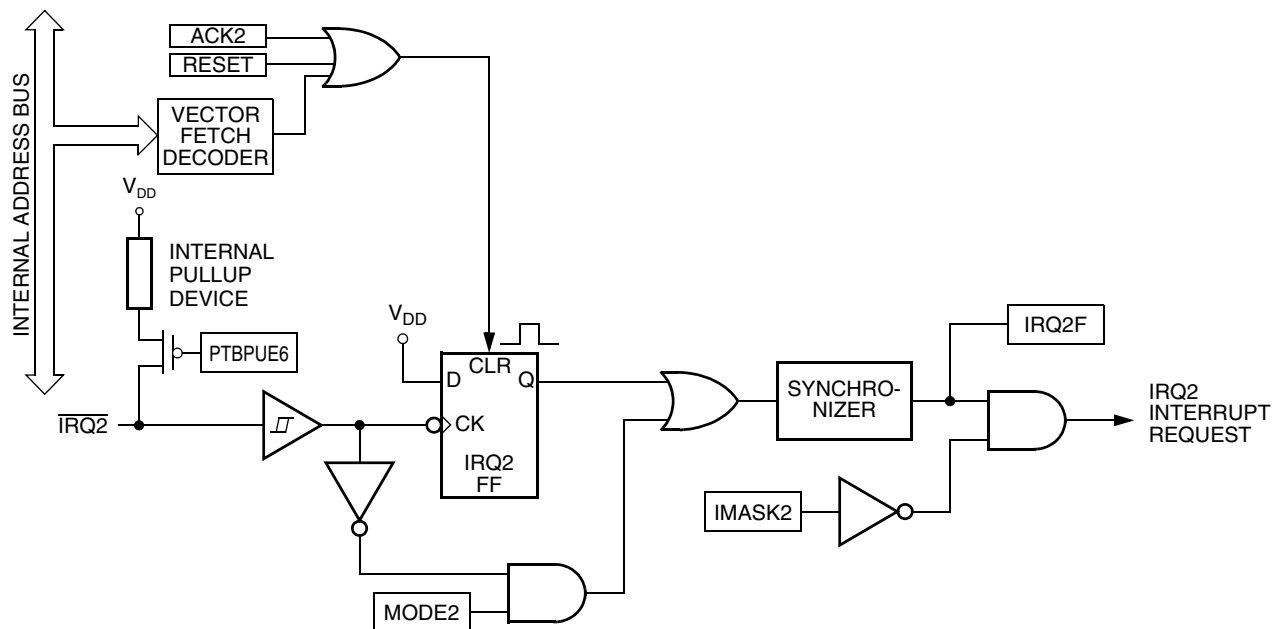 INTERNAL ADDRESS BUS
ACK2
RESET
VECTOR
FETCH
DECODER
VDD
INTERNAL
PULLUP
DEVICE
PTBPUE6
IRQ2
VDD
CLR
D
Q
CK
IRQ2
FF
MODE2
SYNCHRO-
NIZER
IRQ2F
IMASK2
IRQ2
INTERRUPT
REQUEST